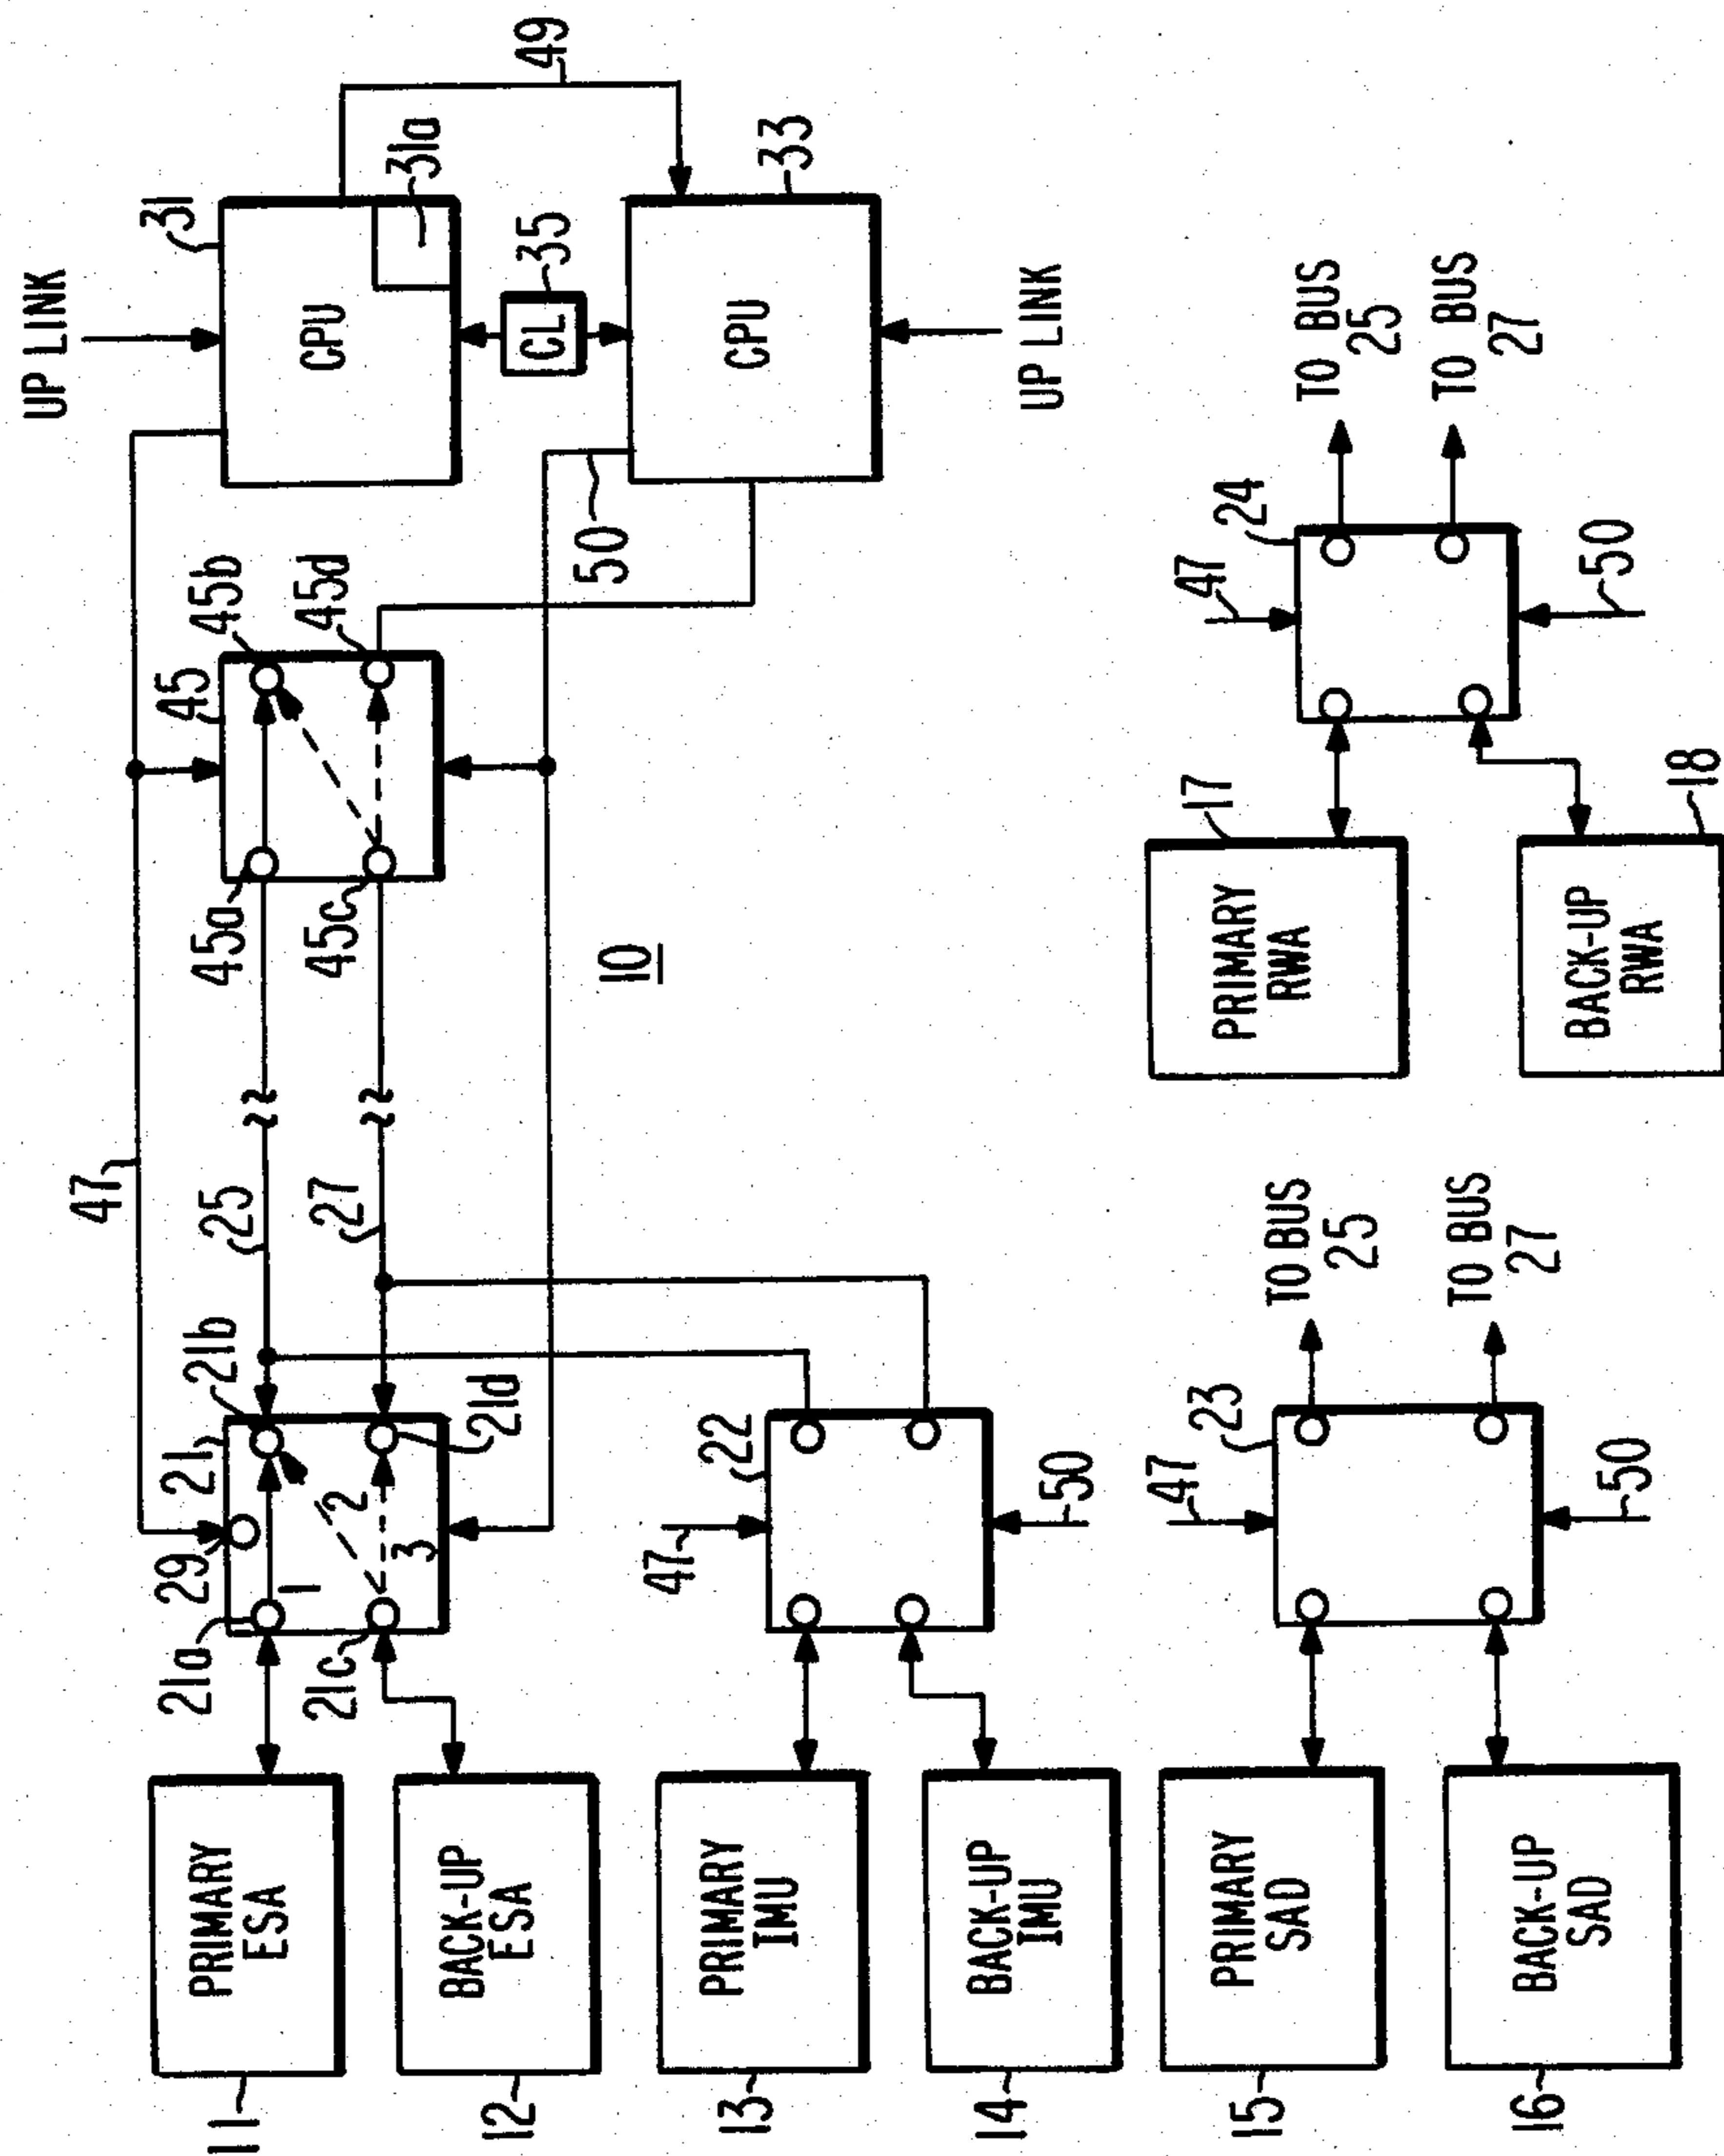 UP LINK
31
CPU
31a
49
CL
35
CPU
33
UP LINK
47
45
45b
45d
45a
45c
50
10
25
27
21
21b
21d
29
1
2
3
21a
21c
PRIMARY
ESA
11
BACK-UP
ESA
12
22
47
50
PRIMARY
IMU
13
BACK-UP
IMU
14
23
47
50
TO BUS
25
TO BUS
27
PRIMARY
SAD
15
BACK-UP
SAD
16
24
47
50
TO BUS
25
TO BUS
27
17
PRIMARY
RWA
18
BACK-UP
RWA